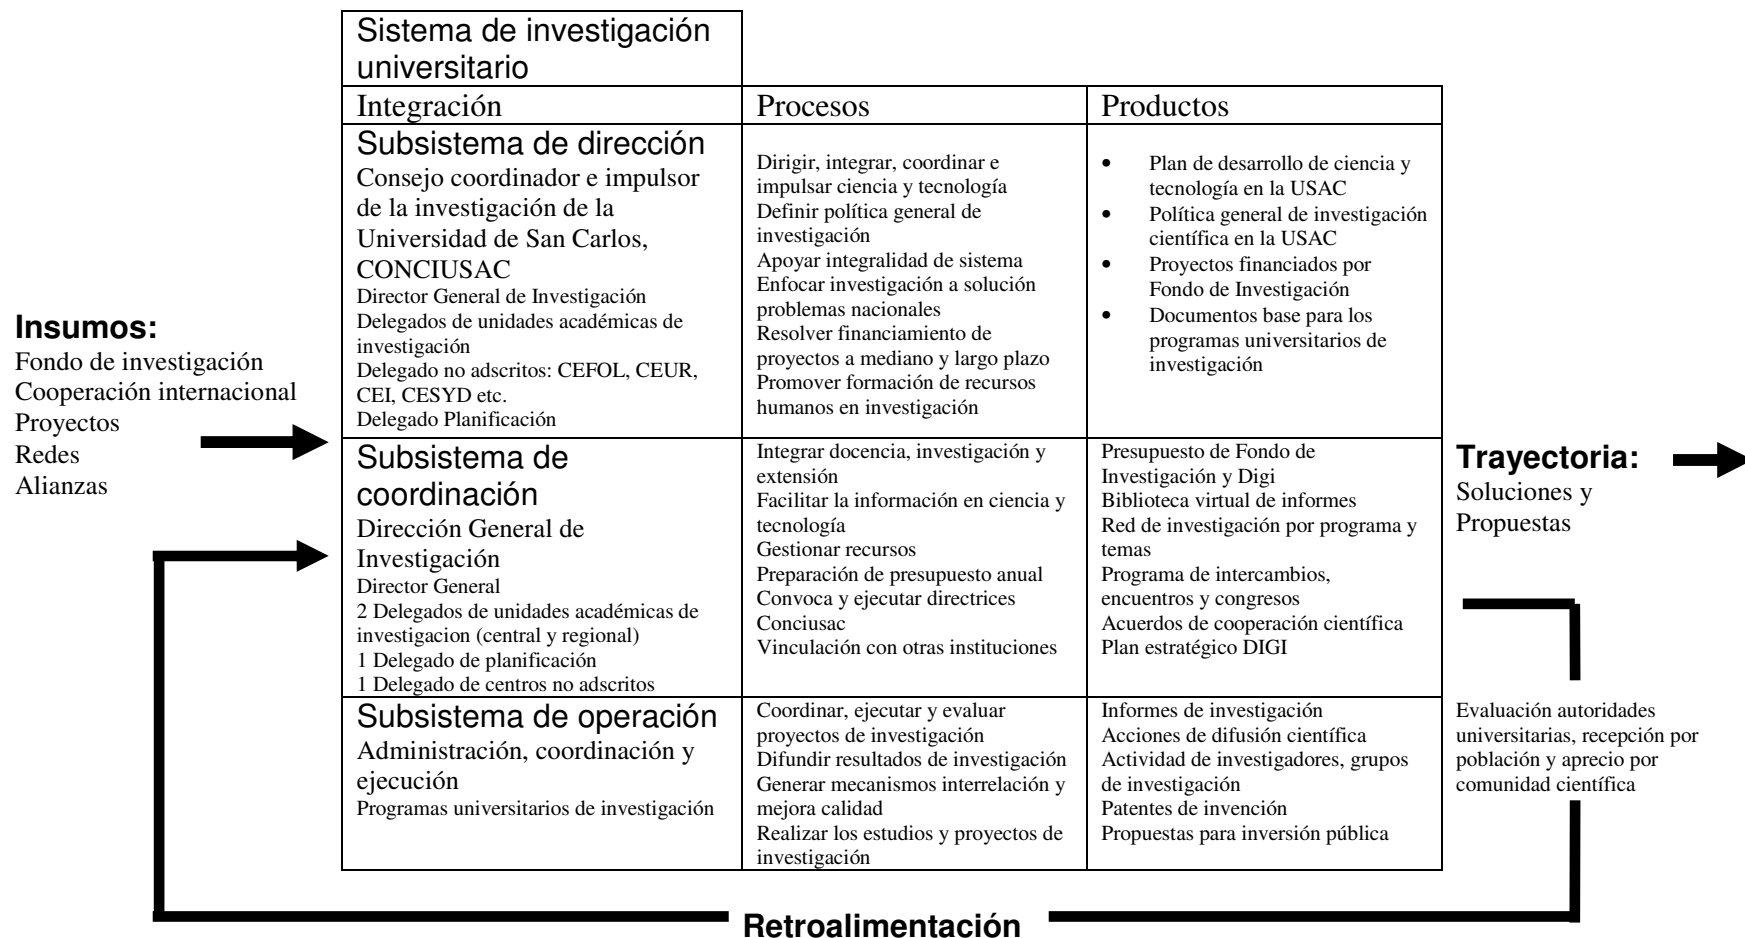 Sistema de investigación
universitario
Integración
Procesos
Productos
Insumos:
Fondo de investigación
Cooperación internacional
Proyectos
Redes
Alianzas
Subsistema de dirección
Consejo coordinador e impulsor
de la investigación de la
Universidad de San Carlos,
CONCIUSAC
Director General de Investigación
Delegados de unidades académicas de
investigación
Delegado no adscritos: CEFOL, CEUR,
CEI, CESYD etc.
Delegado Planificación
Dirigir, integrar, coordinar e
impulsar ciencia y tecnología
Definir política general de
investigación
Apoyar integralidad de sistema
Enfocar investigación a solución
problemas nacionales
Resolver financiamiento de
proyectos a mediano y largo plazo
Promover formación de recursos
humanos en investigación
• Plan de desarrollo de ciencia y
tecnología en la USAC
• Política general de investigación
científica en la USAC
• Proyectos financiados por
Fondo de Investigación
• Documentos base para los
programas universitarios de
investigación
Subsistema de
coordinación
Dirección General de
Investigación
Director General
2 Delegados de unidades académicas de
investigacion (central y regional)
1 Delegado de planificación
1 Delegado de centros no adscritos
Integrar docencia, investigación y
extensión
Facilitar la información en ciencia y
tecnología
Gestionar recursos
Preparación de presupuesto anual
Convoca y ejecutar directrices
Conciusac
Vinculación con otras instituciones
Presupuesto de Fondo de
Investigación y Digi
Biblioteca virtual de informes
Red de investigación por programa y
temas
Programa de intercambios,
encuentros y congresos
Acuerdos de cooperación científica
Plan estratégico DIGI
Trayectoria:
Soluciones y
Propuestas
Subsistema de operación
Administración, coordinación y
ejecución
Programas universitarios de investigación
Coordinar, ejecutar y evaluar
proyectos de investigación
Difundir resultados de investigación
Generar mecanismos interrelación y
mejora calidad
Realizar los estudios y proyectos de
investigación
Informes de investigación
Acciones de difusión científica
Actividad de investigadores, grupos
de investigación
Patentes de invención
Propuestas para inversión pública
Evaluación autoridades
universitarias, recepción por
población y aprecio por
comunidad científica
Retroalimentación